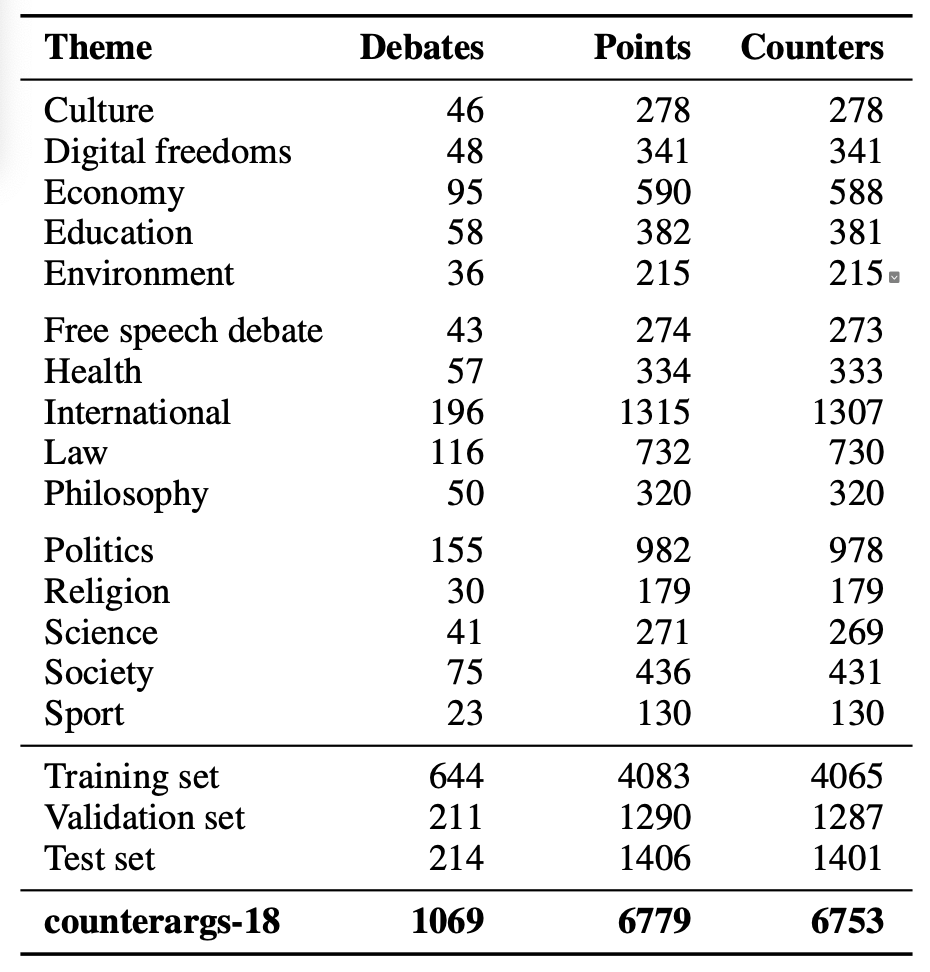 Theme Debates Points Counters
Culture 46 278 278
Digital freedoms 48 341 341
Economy 95 590 588
Education 58 382 381
Environment 36 215 215
Free speech debate 43 274 273
Health 57 334 333
International 196 1315 1307
Law 116 732 730
Philosophy 50 320 320
Politics 155 982 978
Religion 30 179 179
Science 41 271 269
Society 75 436 431
Sport 23 130 130
Training set 644 4083 4065
Validation set 211 1290 1287
Test set 214 1406 1401
counterargs-18 1069 6779 6753